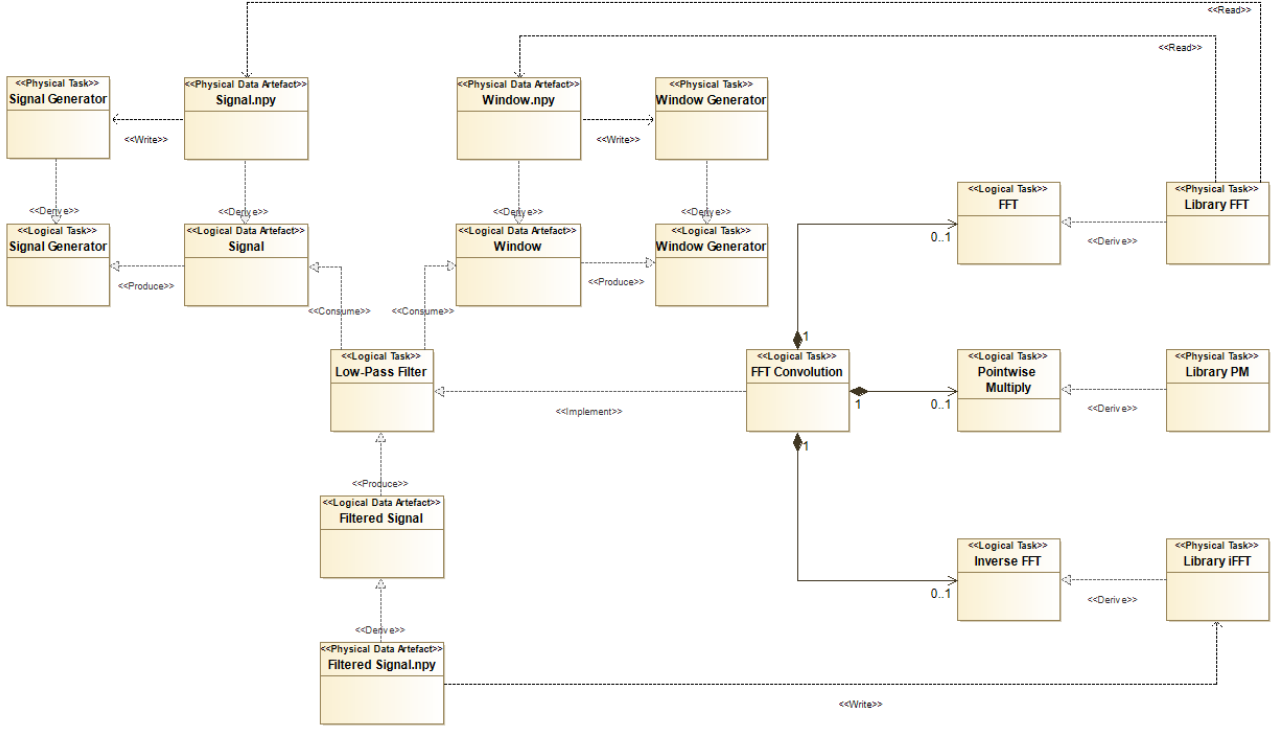 <<Read>>
<<Read>>
<<Physical Task>>
Signal Generator
<<Physical Data Artefact>>
Signal.npy
<<Physical Data Artefact>>
Window.npy
<<Physical Task>>
Window Generator
<<Write>>
<<Write>>
<<Derive>>
<<Derive>>
<<Derive>>
<<Derive>>
<<Logical Task>>
Signal Generator
<<Logical Data Artefact>>
Signal
<<Logical Data Artefact>>
Window
<<Logical Task>>
Window Generator
<<Logical Task>>
FFT
<<Physical Task>>
Library FFT
0..1
<<Derive>>
<<Produce>>
<<Produce>>
<<Consume>>
<<Consume>>
1
<<Logical Task>>
Low-Pass Filter
<<Logical Task>>
FFT Convolution
<<Logical Task>>
Pointwise
Multiply
<<Physical Task>>
Library PM
<<Implement>>
1
0..1
<<Derive>>
1
<<Produce>>
<<Logical Data Artefact>>
Filtered Signal
<<Logical Task>>
Inverse FFT
<<Physical Task>>
Library iFFT
0..1
<<Derive>>
<<Derive>>
<<Physical Data Artefact>>
Filtered Signal.npy
<<Write>>